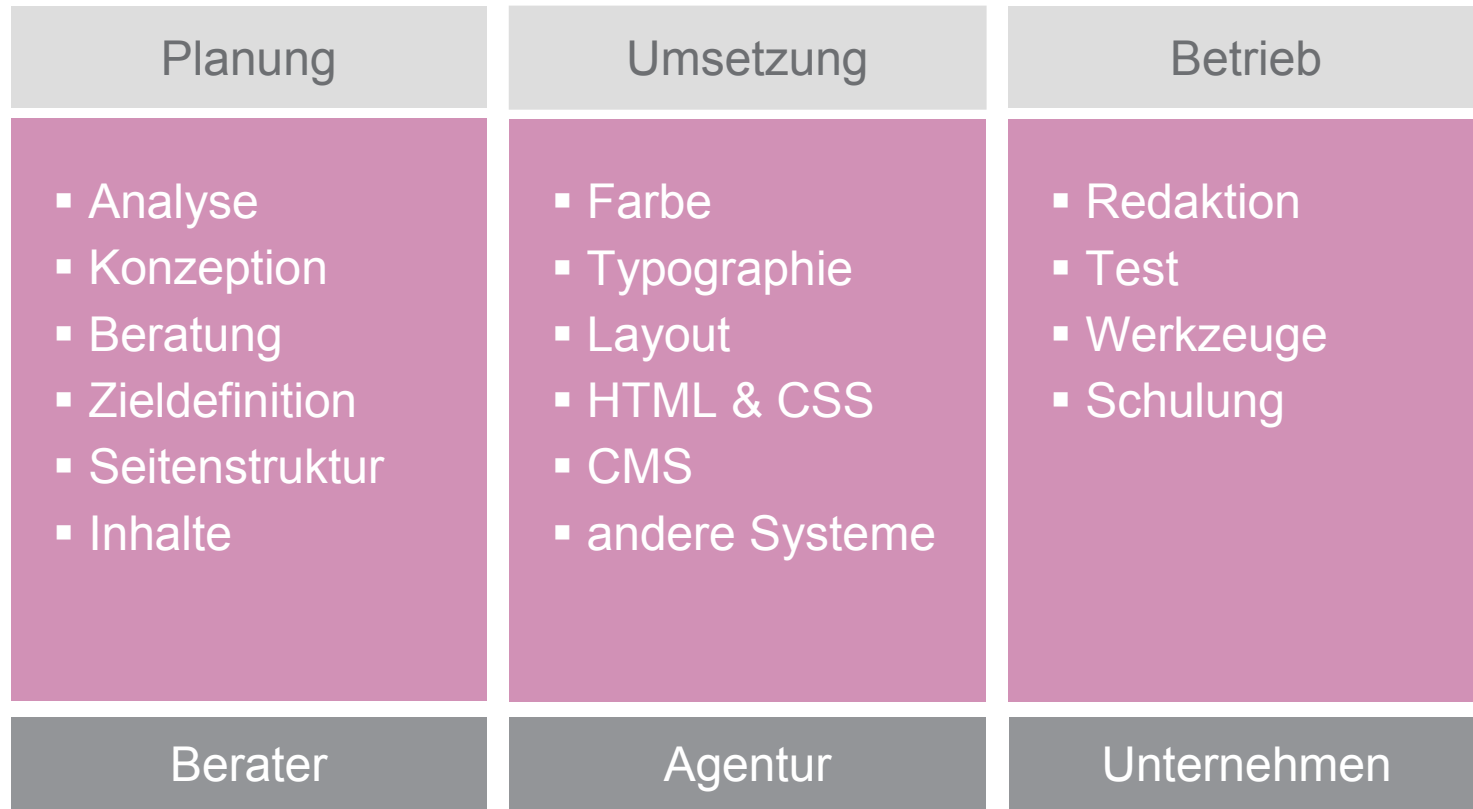 Planung
▪ Analyse
▪ Konzeption
▪ Beratung
▪ Zieldefinition
▪ Seitenstruktur
▪ Inhalte
Berater
Umsetzung
▪ Farbe
▪ Typographie
▪ Layout
▪ HTML & CSS
▪ CMS
▪ andere Systeme
Agentur
Betrieb
▪ Redaktion
▪ Test
▪ Werkzeuge
▪ Schulung
Unternehmen